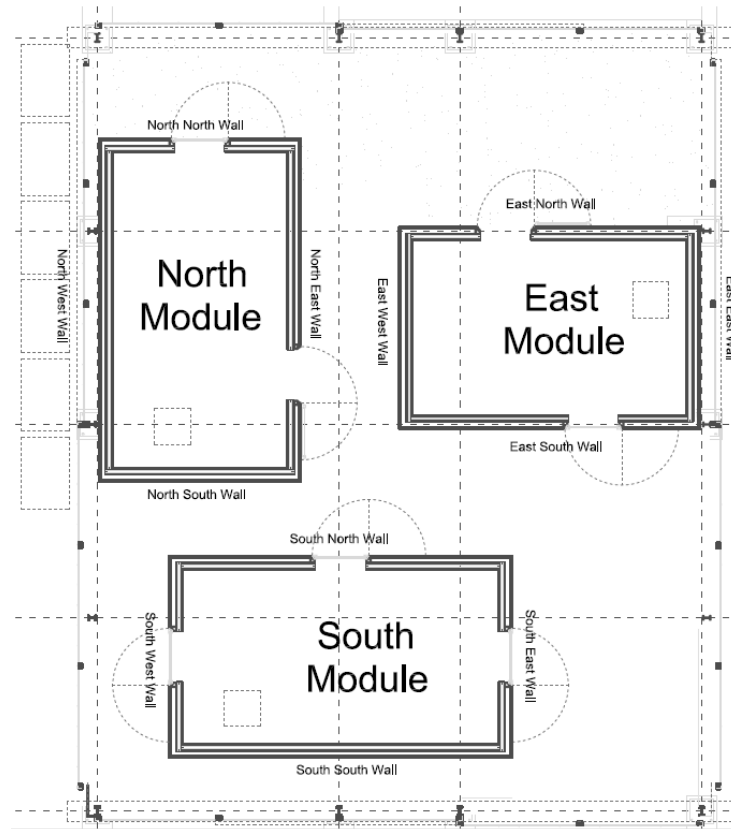 North North Wall
East North Wall
North West Wall
North
Module
North East Wall
East West Wall
East
Module
East East Wall
East South Wall
North South Wall
South North Wall
South West Wall
South
Module
South East Wall
South South Wall